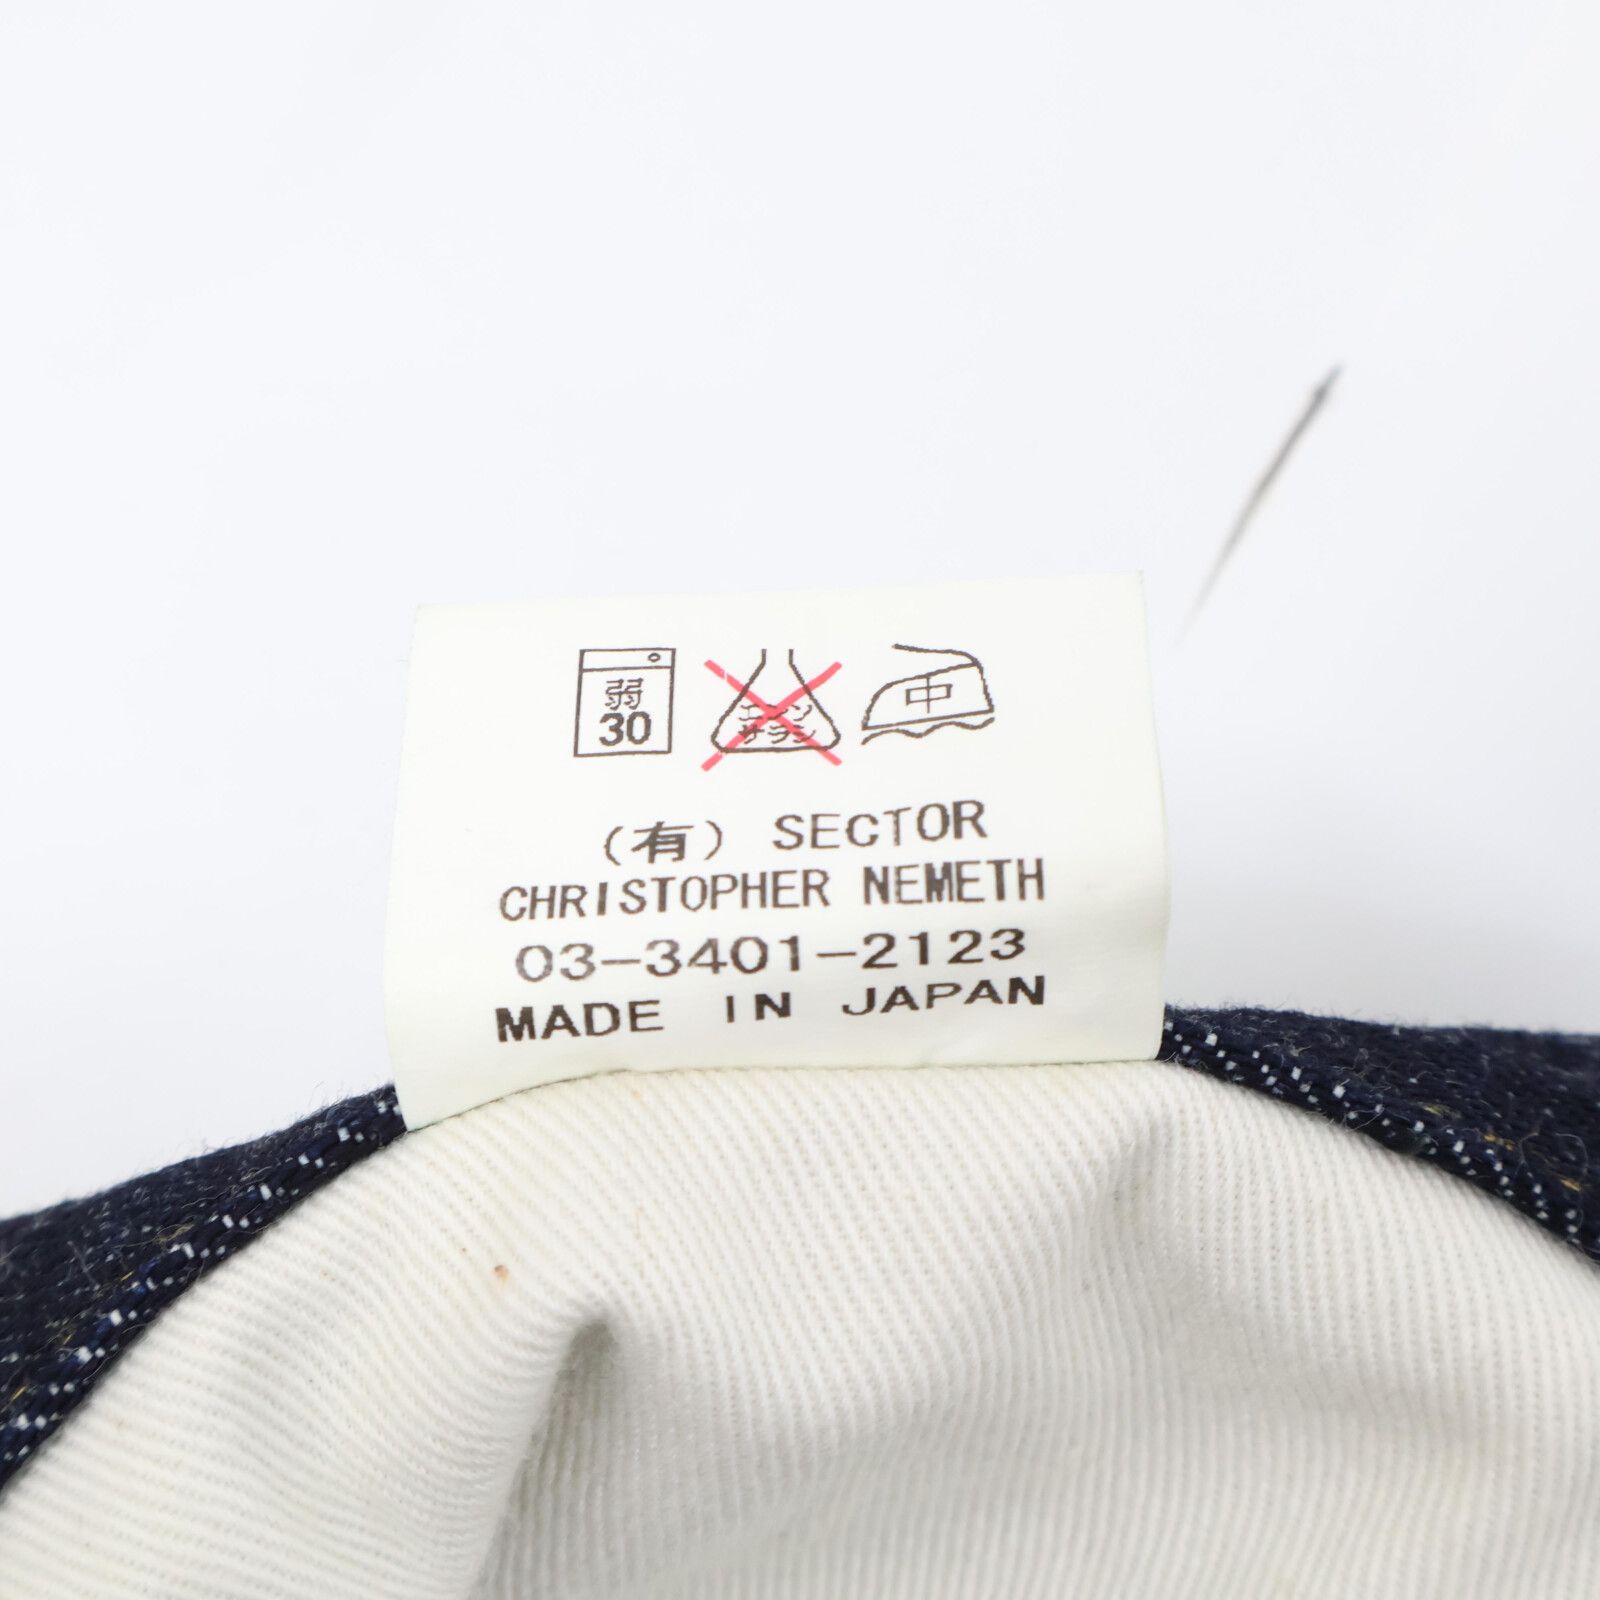 弱
30
エンソ
サラシ
中
(有) SECTOR
CHRISTOPHER NEMETH
03-3401-2123
MADE IN JAPAN